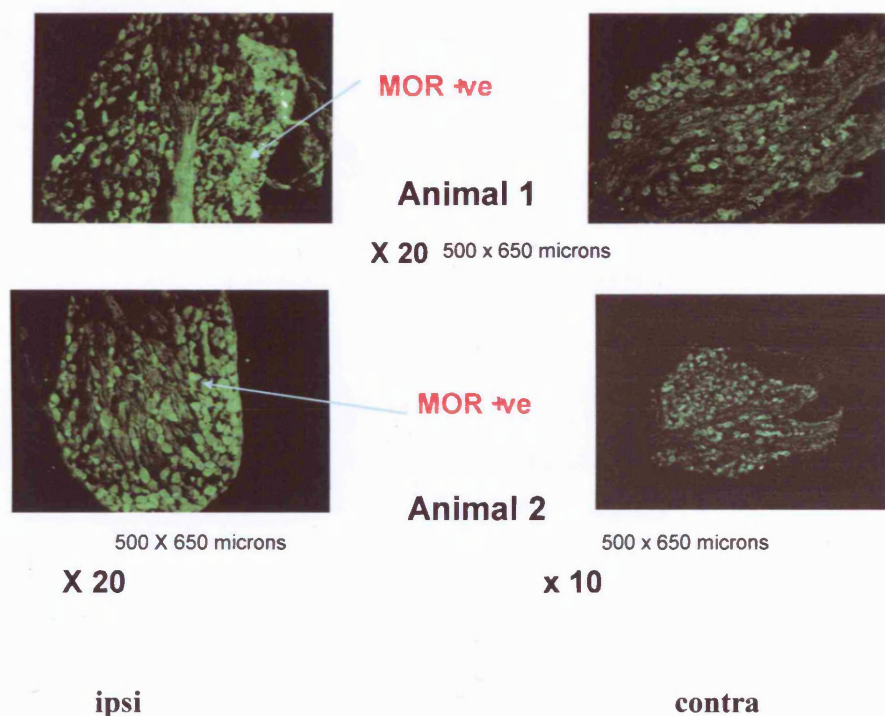 MOR +ve
Animal 1
X 20 500 x 650 microns
MOR +ve
Animal 2
500 X 650 microns
500 x 650 microns
X 20
x 10
ipsi
contra